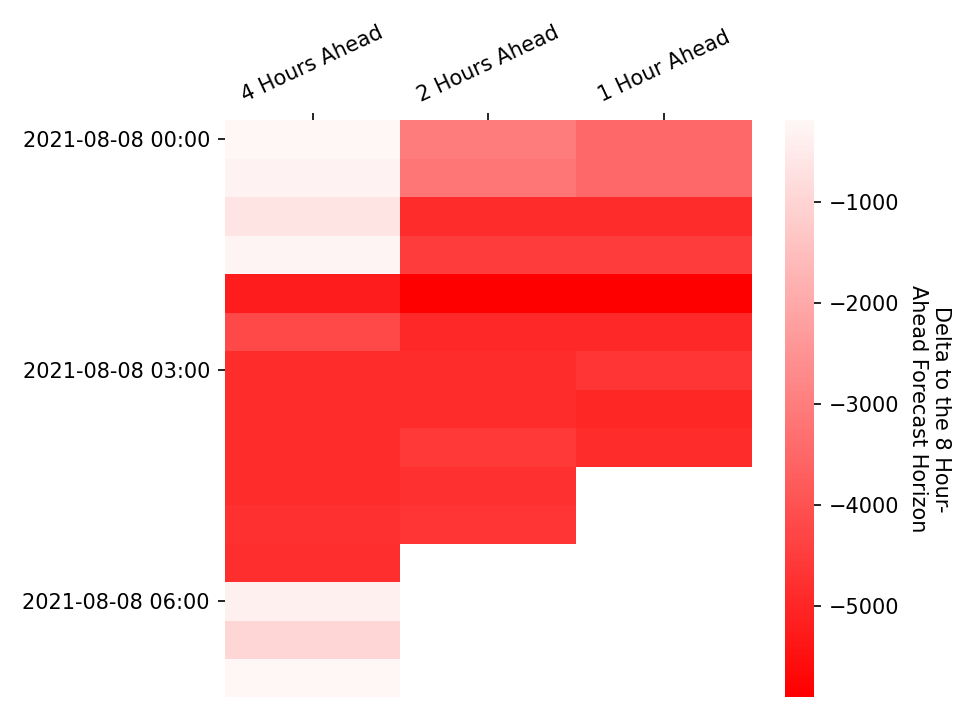 4 Hours Ahead
2 Hours Ahead
1 Hour Ahead
2021-08-08 00:00
2021-08-08 03:00
2021-08-08 06:00
−1000
−2000
−3000
−4000
−5000
Delta to the 8 Hour-
Ahead Forecast Horizon